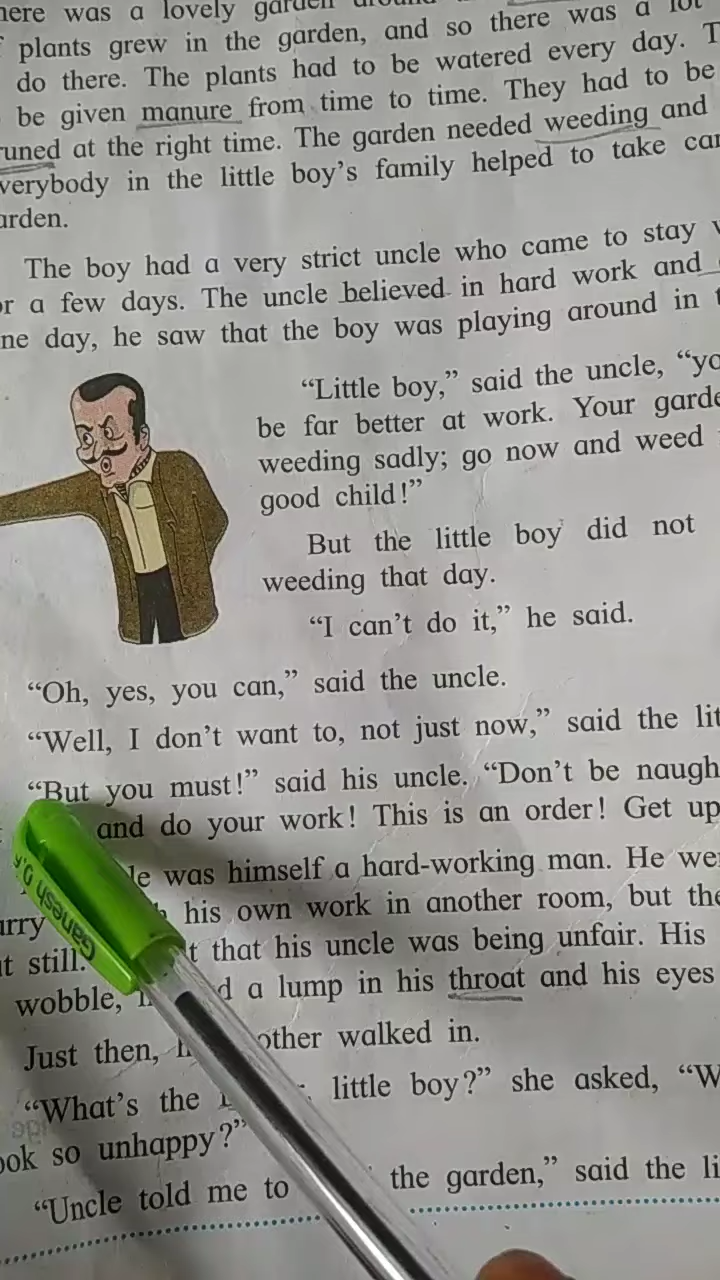 here was a lovely garden
plants grew in the garden, and so there was a lot
do there. The plants had to be watered every day.
be given manure from time to time. They had to be
runed at the right time. The garden needed weeding and
verybody in the little boy's family helped to take
arden.
The boy had a very strict uncle who came to stay
or a few days. The uncle believed in hard work and
ne day, he saw that the boy was playing around in
“Little boy,” said the uncle, “yo
be far better at work. Your garde
weeding sadly; go now and weed
good child!”
But the little boy did not
weeding that day.
“I can't do it,” he said.
“Oh, yes, you can,” said the uncle.
“Well, I don't want to, not just now,” said the lit
“But you must!” said his uncle. “Don't be naugh
and do your work! This is an order! Get up
le was himself a hard-working man. He we
arry his own work in another room, but the
t still. t that his uncle was being unfair. His
wobble, d a lump in his throat and his eyes
Just then, other walked in.
“What's the little boy?” she asked, “W
ook so unhappy?”
“Uncle told me to the garden,” said the li
Ganesh